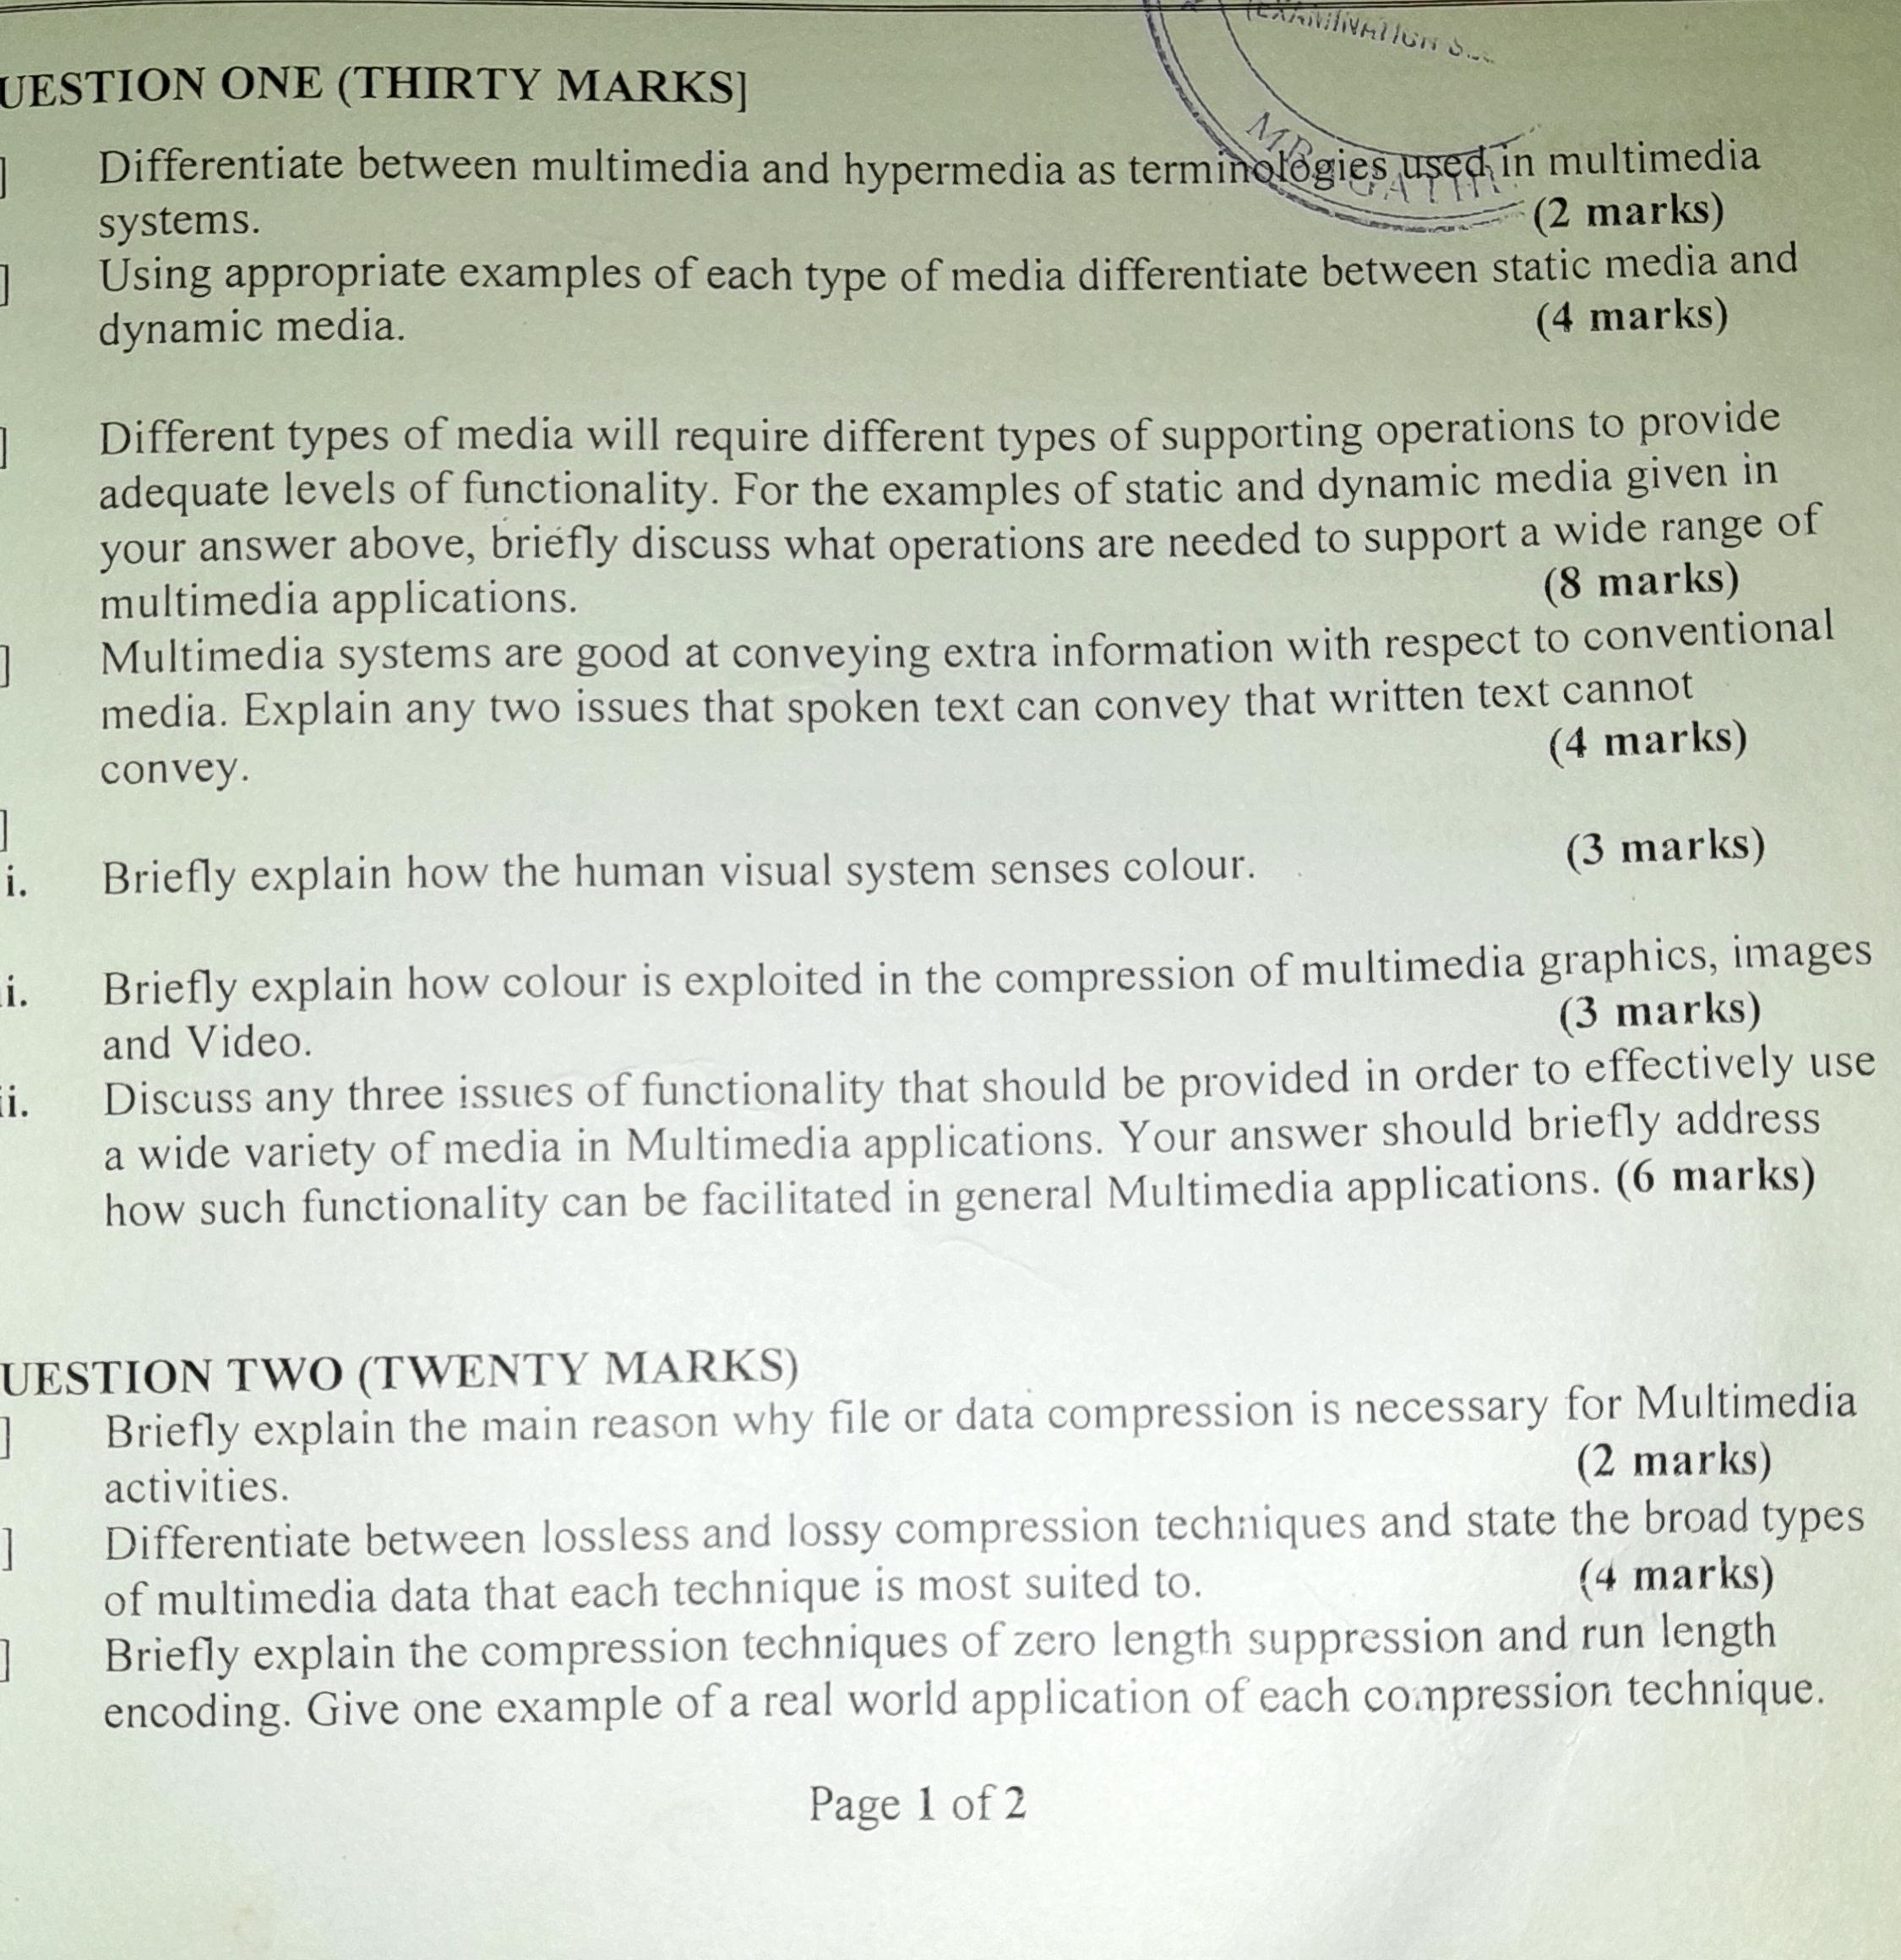 (EXAMINATION
UESTION ONE (THIRTY MARKS]
] Differentiate between multimedia and hypermedia as terminologies used in multimedia
systems. (2 marks)
] Using appropriate examples of each type of media differentiate between static media and
dynamic media. (4 marks)
] Different types of media will require different types of supporting operations to provide
adequate levels of functionality. For the examples of static and dynamic media given in
your answer above, briefly discuss what operations are needed to support a wide range of
multimedia applications. (8 marks)
] Multimedia systems are good at conveying extra information with respect to conventional
media. Explain any two issues that spoken text can convey that written text cannot
convey. (4 marks)
]
i. Briefly explain how the human visual system senses colour. (3 marks)
i. Briefly explain how colour is exploited in the compression of multimedia graphics, images
and Video. (3 marks)
ii. Discuss any three issues of functionality that should be provided in order to effectively use
a wide variety of media in Multimedia applications. Your answer should briefly address
how such functionality can be facilitated in general Multimedia applications. (6 marks)
UESTION TWO (TWENTY MARKS)
] Briefly explain the main reason why file or data compression is necessary for Multimedia
activities. (2 marks)
] Differentiate between lossless and lossy compression techniques and state the broad types
of multimedia data that each technique is most suited to. (4 marks)
] Briefly explain the compression techniques of zero length suppression and run length
encoding. Give one example of a real world application of each compression technique.
Page 1 of 2